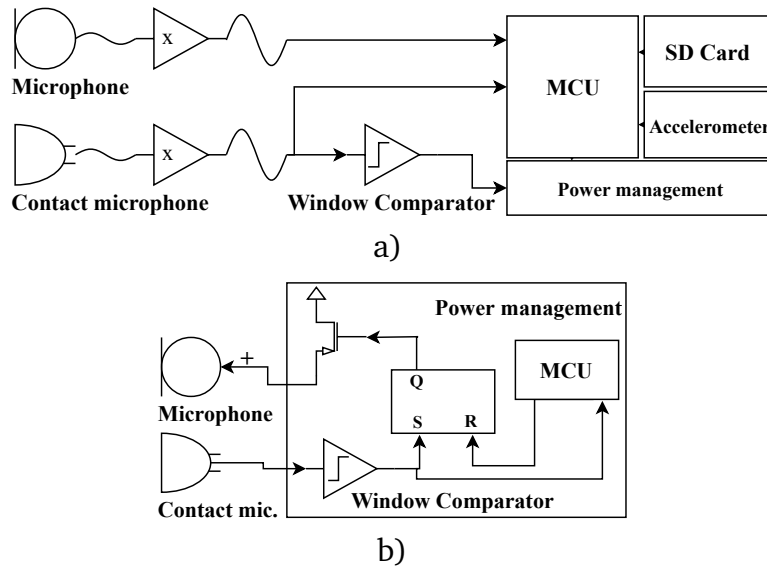 x
Microphone
MCU
SD Card
Accelerometer
x
Contact microphone
Window Comparator
Power management
a)
Power management
+
Microphone
Q
S R
MCU
Contact mic.
Window Comparator
b)